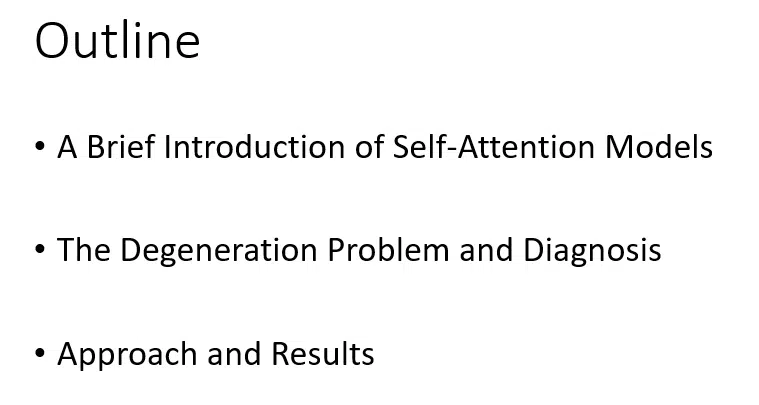 Outline
• A Brief Introduction of Self-Attention Models
• The Degeneration Problem and Diagnosis
• Approach and Results